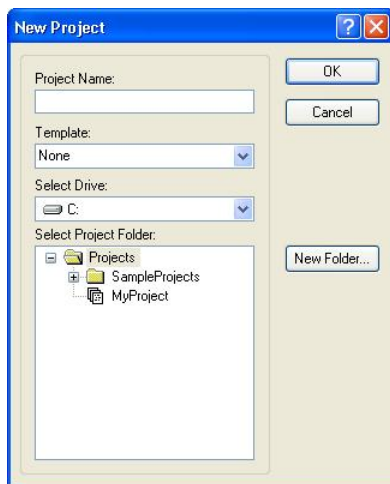 New Project
Project Name:
OK
Cancel
Template:
None
Select Drive:
C:
Select Project Folder:
Projects
SampleProjects
MyProject
New Folder...